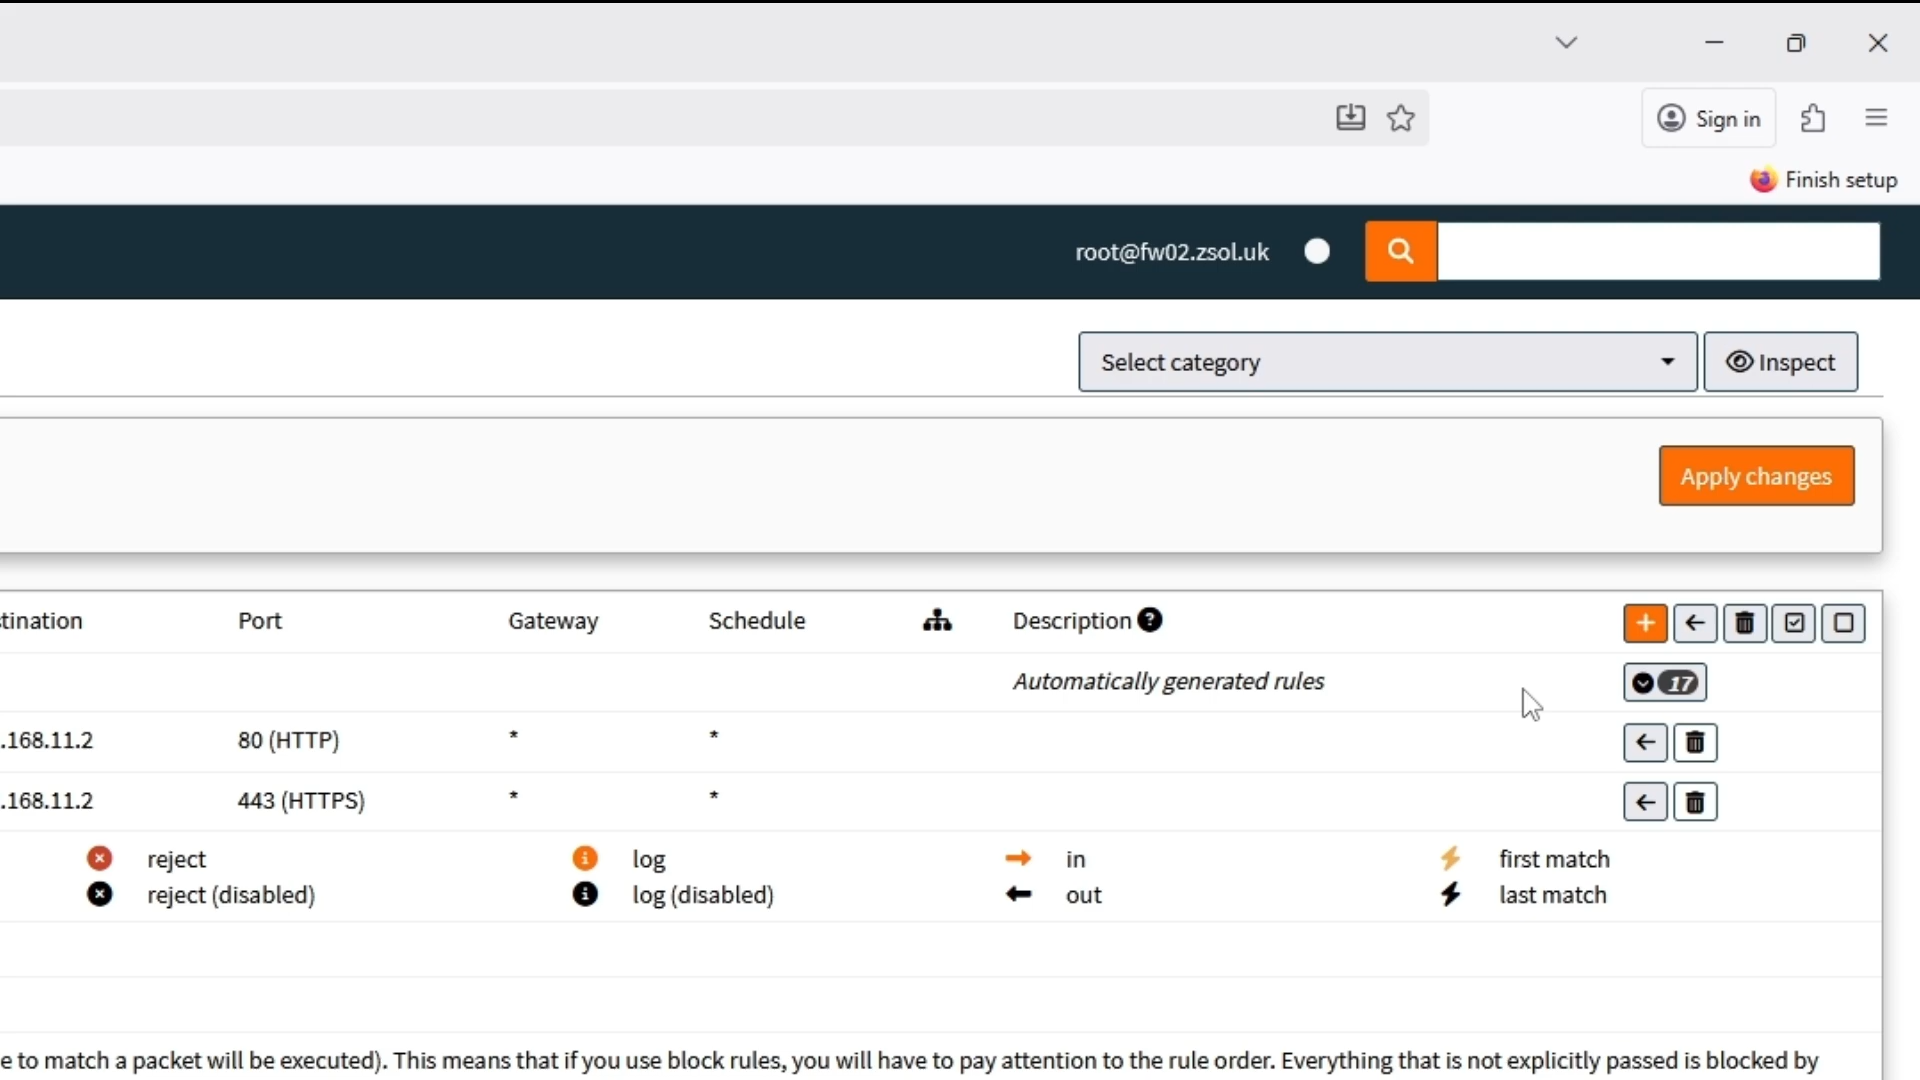 Sign in
Finish setup
root@fw02.zsol.uk
Select category
Inspect
Apply changes
tination Port Gateway Schedule Description
Automatically generated rules 17
.168.11.2 80 (HTTP) * *
.168.11.2 443 (HTTPS) * *
reject log in first match
reject (disabled) log (disabled) out last match
e to match a packet will be executed). This means that if you use block rules, you will have to pay attention to the rule order. Everything that is not explicitly passed is blocked by